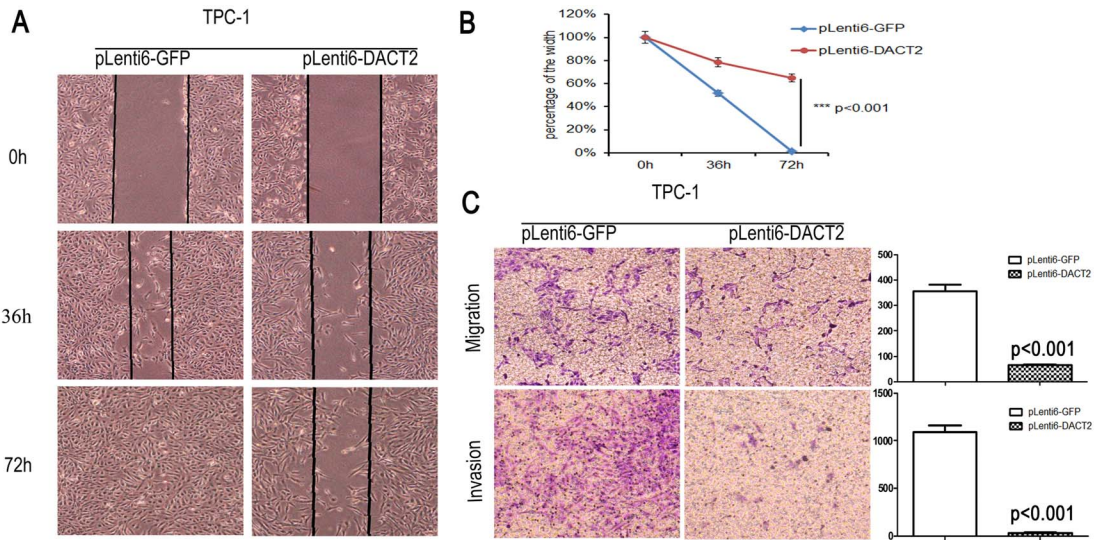 A
TPC-1
pLenti6-GFP
pLenti6-DACT2
0h
36h
72h
B
percentage of the width
120%
100%
80%
60%
40%
20%
0%
0h
36h
72h
pLenti6-GFP
pLenti6-DACT2
*** p<0.001
C
TPC-1
pLenti6-GFP
pLenti6-DACT2
Migration
Invasion
500
400
300
200
100
0
pLenti6-GFP
pLenti6-DACT2
p<0.001
1500
1000
500
0
pLenti6-GFP
pLenti6-DACT2
p<0.001